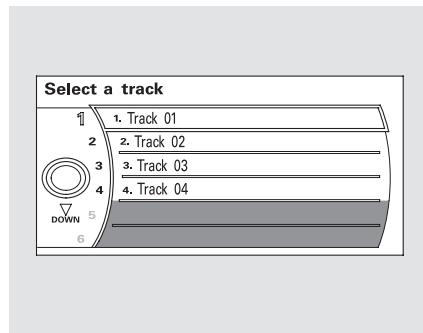 Select a track
1 1. Track 01
2 2. Track 02
3 3. Track 03
4 4. Track 04
5
DOWN
6